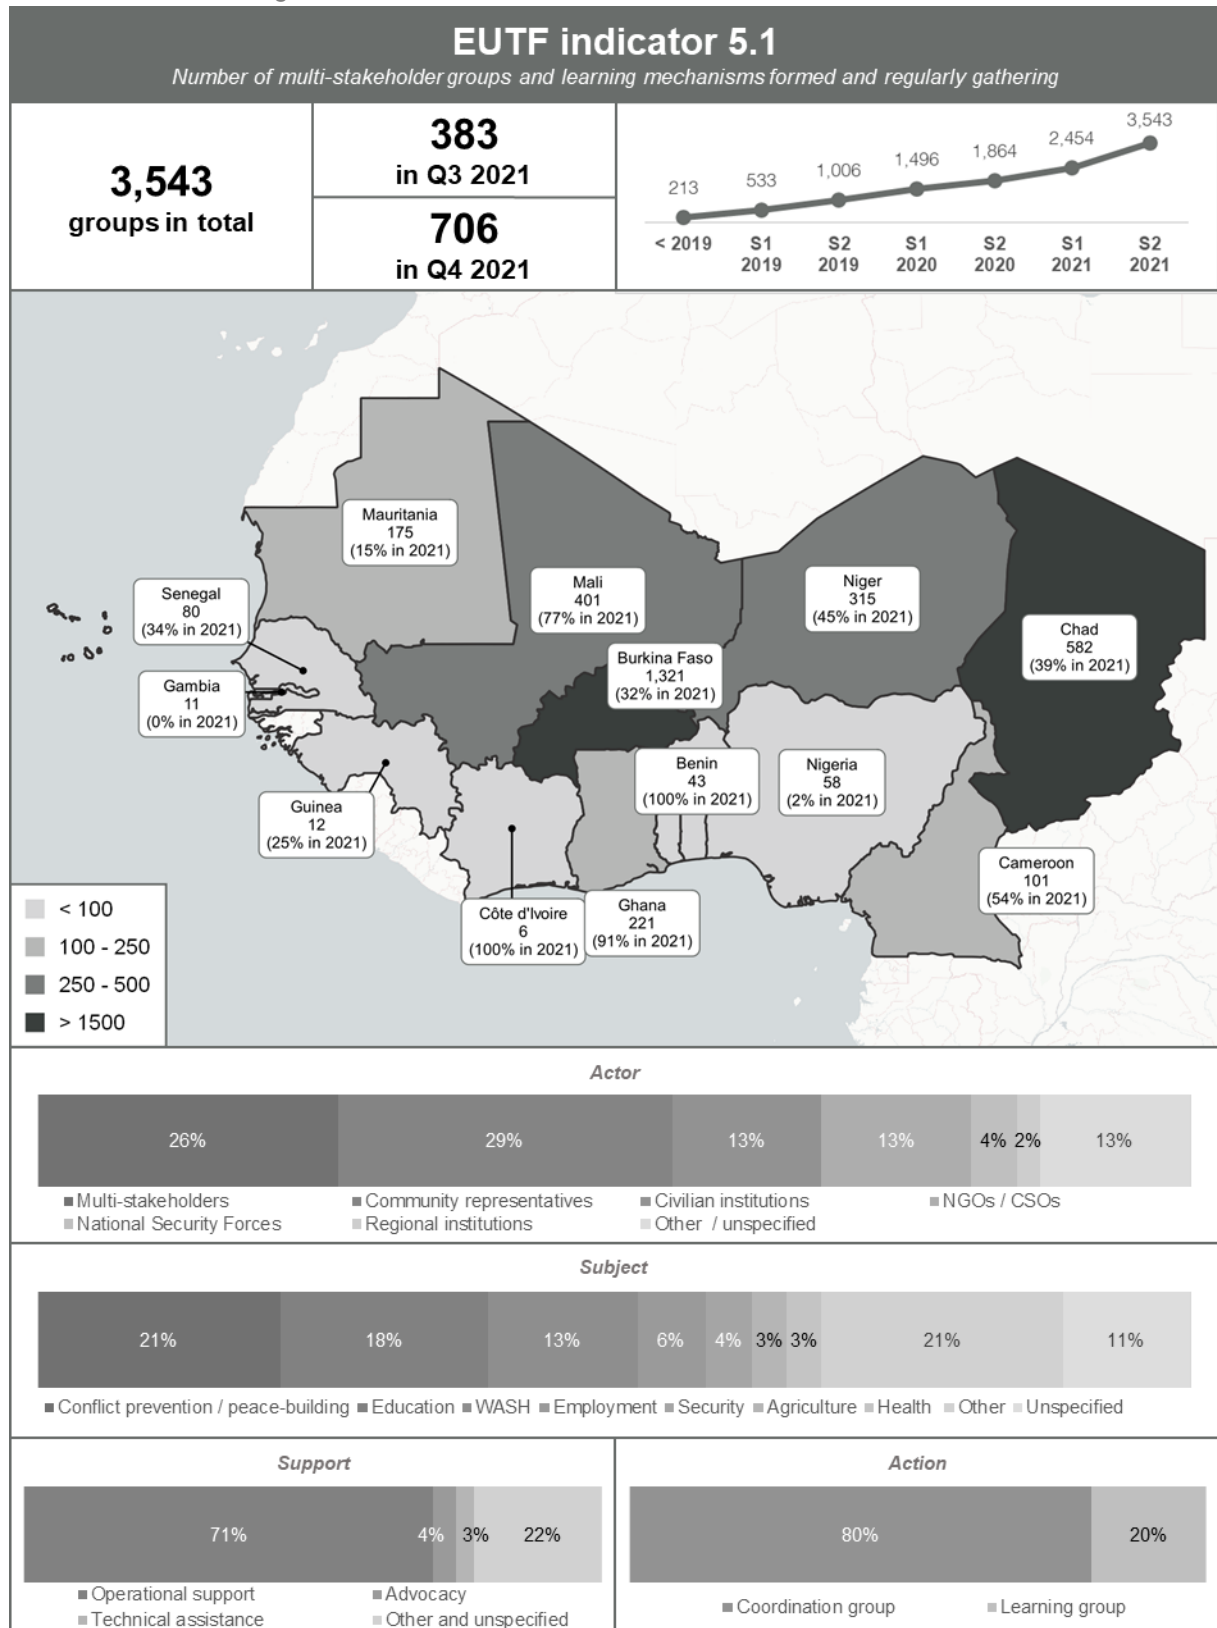 EUTF indicator 5.1
Number of multi-stakeholder groups and learning mechanisms formed and regularly gathering
3,543
groups in total
383
in Q3 2021
706
in Q4 2021
213
533
1,006
1,496
1,864
2,454
3,543
< 2019
S1
2019
S2
2019
S1
2020
S2
2020
S1
2021
S2
2021
Mauritania
175
(15% in 2021)
Mali
401
(77% in 2021)
Niger
315
(45% in 2021)
Senegal
80
(34% in 2021)
Chad
582
(39% in 2021)
Burkina Faso
1,321
(32% in 2021)
Gambia
11
(0% in 2021)
Benin
43
(100% in 2021)
Nigeria
58
(2% in 2021)
Guinea
12
(25% in 2021)
Cameroon
101
(54% in 2021)
Côte d'Ivoire
6
(100% in 2021)
Ghana
221
(91% in 2021)
< 100
100 - 250
250 - 500
> 1500
Actor
26%
29%
13%
13%
4%
2%
13%
Multi-stakeholders
Community representatives
Civilian institutions
NGOs / CSOs
National Security Forces
Regional institutions
Other / unspecified
Subject
21%
18%
13%
6%
4%
3%
3%
21%
11%
Conflict prevention / peace-building
Education
WASH
Employment
Security
Agriculture
Health
Other
Unspecified
Support
71%
4%
3%
22%
Operational support
Advocacy
Technical assistance
Other and unspecified
Action
80%
20%
Coordination group
Learning group